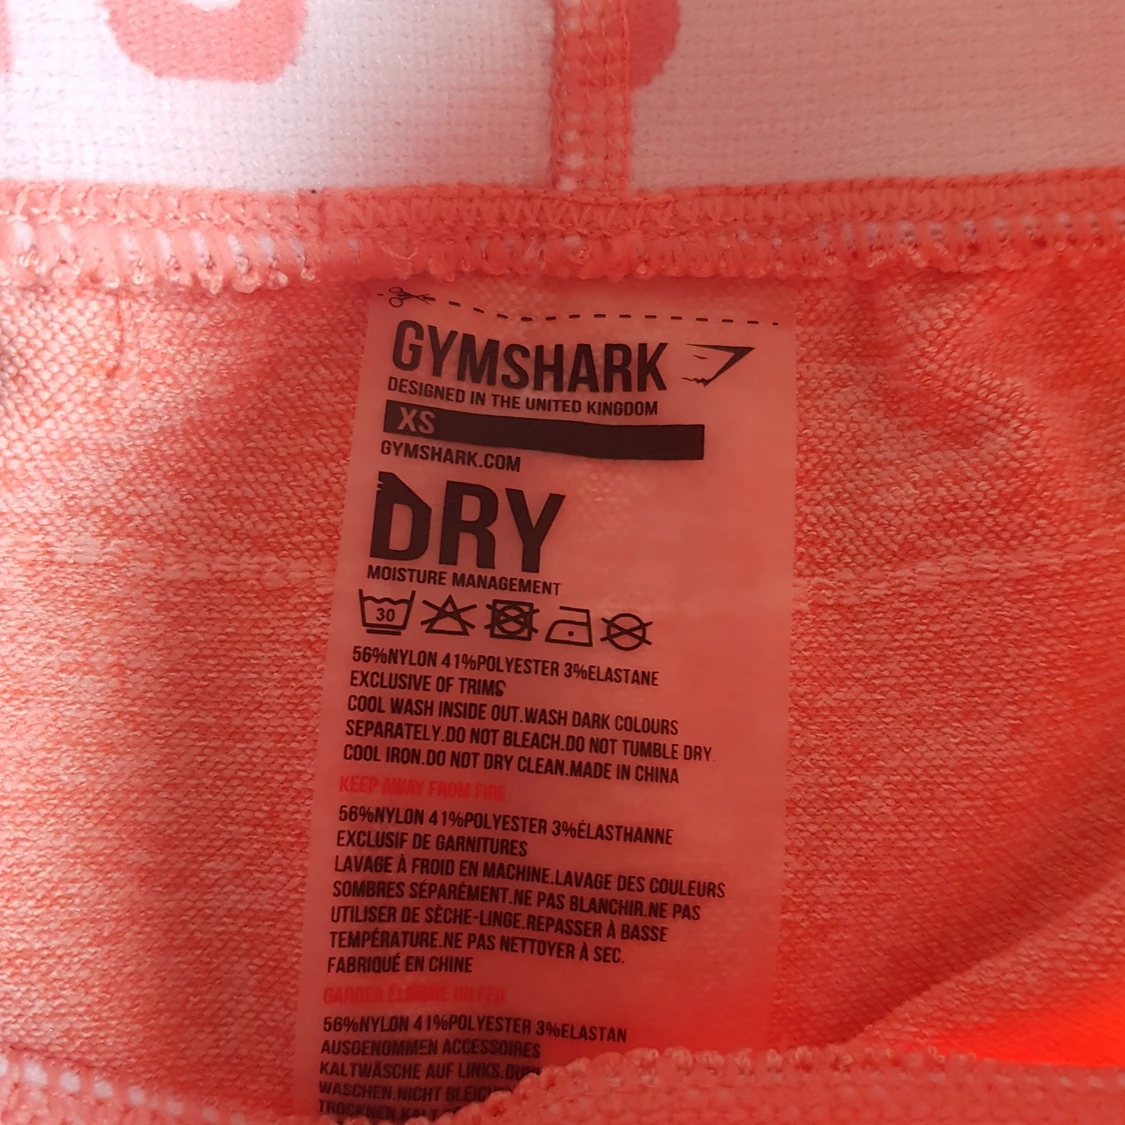 GYMSHARK
DESIGNED IN THE UNITED KINGDOM
XS
GYMSHARK.COM
DRY
MOISTURE MANAGEMENT
30
56%NYLON 41%POLYESTER 3%ELASTANE
EXCLUSIVE OF TRIMS
COOL WASH INSIDE OUT.WASH DARK COLOURS
SEPARATELY.DO NOT BLEACH.DO NOT TUMBLE DRY.
COOL IRON.DO NOT DRY CLEAN.MADE IN CHINA
KEEP AWAY FROM FIRE
56%NYLON 41%POLYESTER 3%ÉLASTHANNE
EXCLUSIF DE GARNITURES
LAVAGE À FROID EN MACHINE.LAVAGE DES COULEURS
SOMBRES SÉPARÉMENT.NE PAS BLANCHIR.NE PAS
UTILISER DE SÈCHE-LINGE.REPASSER À BASSE
TEMPÉRATURE.NE PAS NETTOYER À SEC.
FABRIQUÉ EN CHINE
56%NYLON 41%POLYESTER 3%ELASTAN
AUSGENOMMEN ACCESSOIRES
KALTWÄSCHE AUF LINKS.
WASCHEN.NICHT
TROCKNEN.